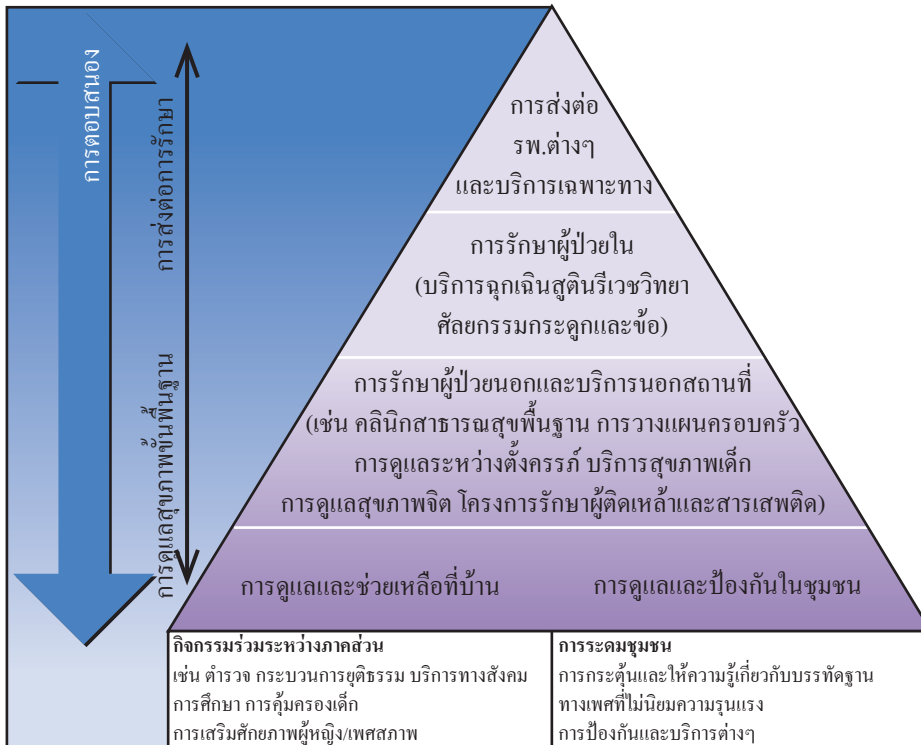 การตอบสนอง
การส่งต่อการรักษา
การดูแลสุขภาพขั้นพื้นฐาน
การส่งต่อ
รพ.ต่างๆ
และบริการเฉพาะทาง
การรักษาผู้ป่วยใน
(บริการฉุกเฉินสูตินรีเวชวิทยา
ศัลยกรรมกระดูกและข้อ)
การรักษาผู้ป่วยนอกและบริการนอกสถานที่
(เช่น คลินิกสาธารณสุขพื้นฐาน การวางแผนครอบครัว
การดูแลระหว่างตั้งครรภ์ บริการสุขภาพเด็ก
การดูแลสุขภาพจิต โครงการรักษาผู้ติดเหล้าและสารเสพติด)
การดูแลและช่วยเหลือที่บ้าน
การดูแลและป้องกันในชุมชน
กิจกรรมร่วมระหว่างภาคส่วน
เช่น ตำรวจ กระบวนการยุติธรรม บริการทางสังคม
การศึกษา การคุ้มครองเด็ก
การเสริมศักยภาพผู้หญิง/เพศสภาพ
การระดมชุมชน
การกระตุ้นและให้ความรู้เกี่ยวกับบรรทัดฐาน
ทางเพศที่ไม่นิยมความรุนแรง
การป้องกันและบริการต่างๆ